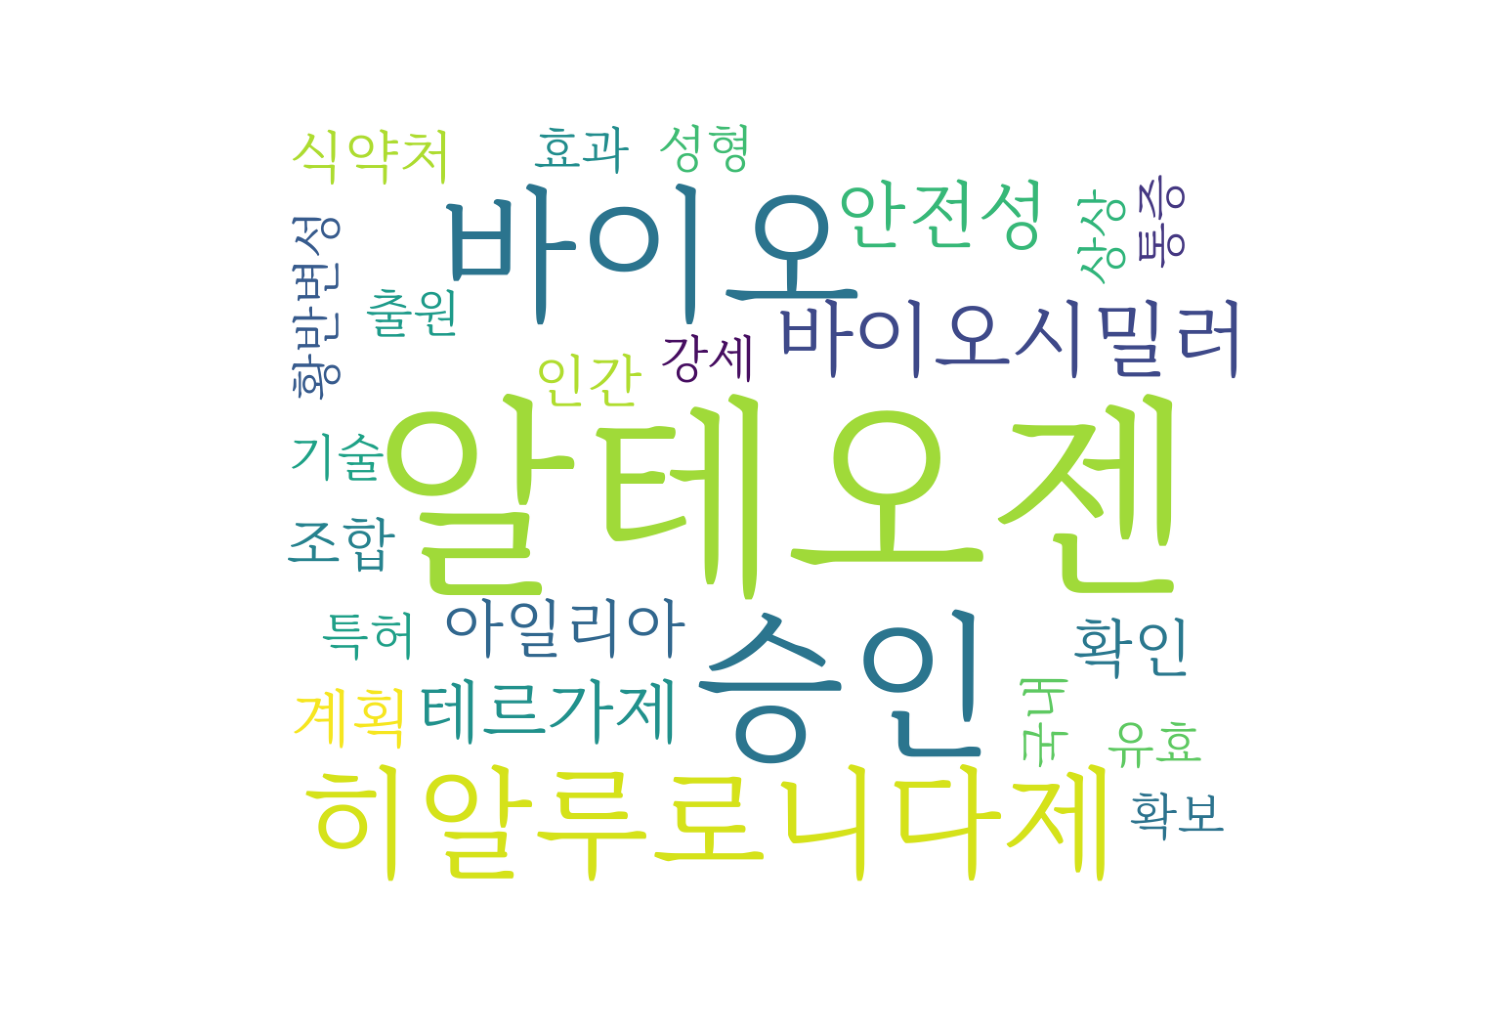 식약처 효과 성형
바이오 안전성 상상 통증
황반변성 출원 바이오시밀러
인간 강세
알테오젠
기술
조합
특허 아일리아 승인 확인
계획 테르가제 국내 유효
히알루로니다제 확보